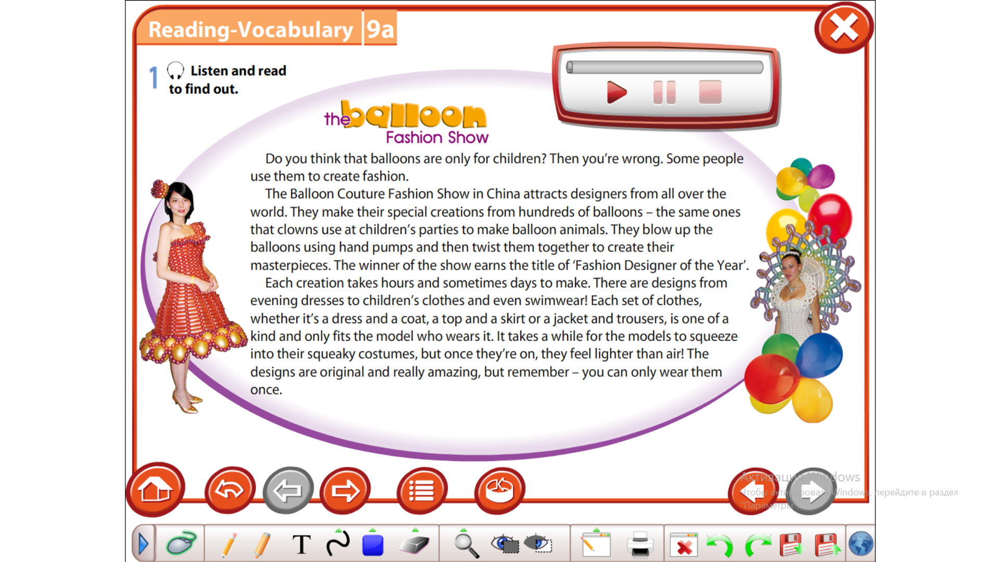 Reading-Vocabulary 9a
1 Listen and read
to find out.
the balloon
Fashion Show
Do you think that balloons are only for children? Then you’re wrong. Some people
use them to create fashion.
The Balloon Couture Fashion Show in China attracts designers from all over the
world. They make their special creations from hundreds of balloons – the same ones
that clowns use at children’s parties to make balloon animals. They blow up the
balloons using hand pumps and then twist them together to create their
masterpieces. The winner of the show earns the title of ‘Fashion Designer of the Year’.
Each creation takes hours and sometimes days to make. There are designs from
evening dresses to children’s clothes and even swimwear! Each set of clothes,
whether it’s a dress and a coat, a top and a skirt or a jacket and trousers, is one of a
kind and only fits the model who wears it. It takes a while for the models to squeeze
into their squeaky costumes, but once they’re on, they feel lighter than air! The
designs are original and really amazing, but remember – you can only wear them
once.
Активация Windows
Чтобы активировать Windows, перейдите в раздел
"Параметры".
T